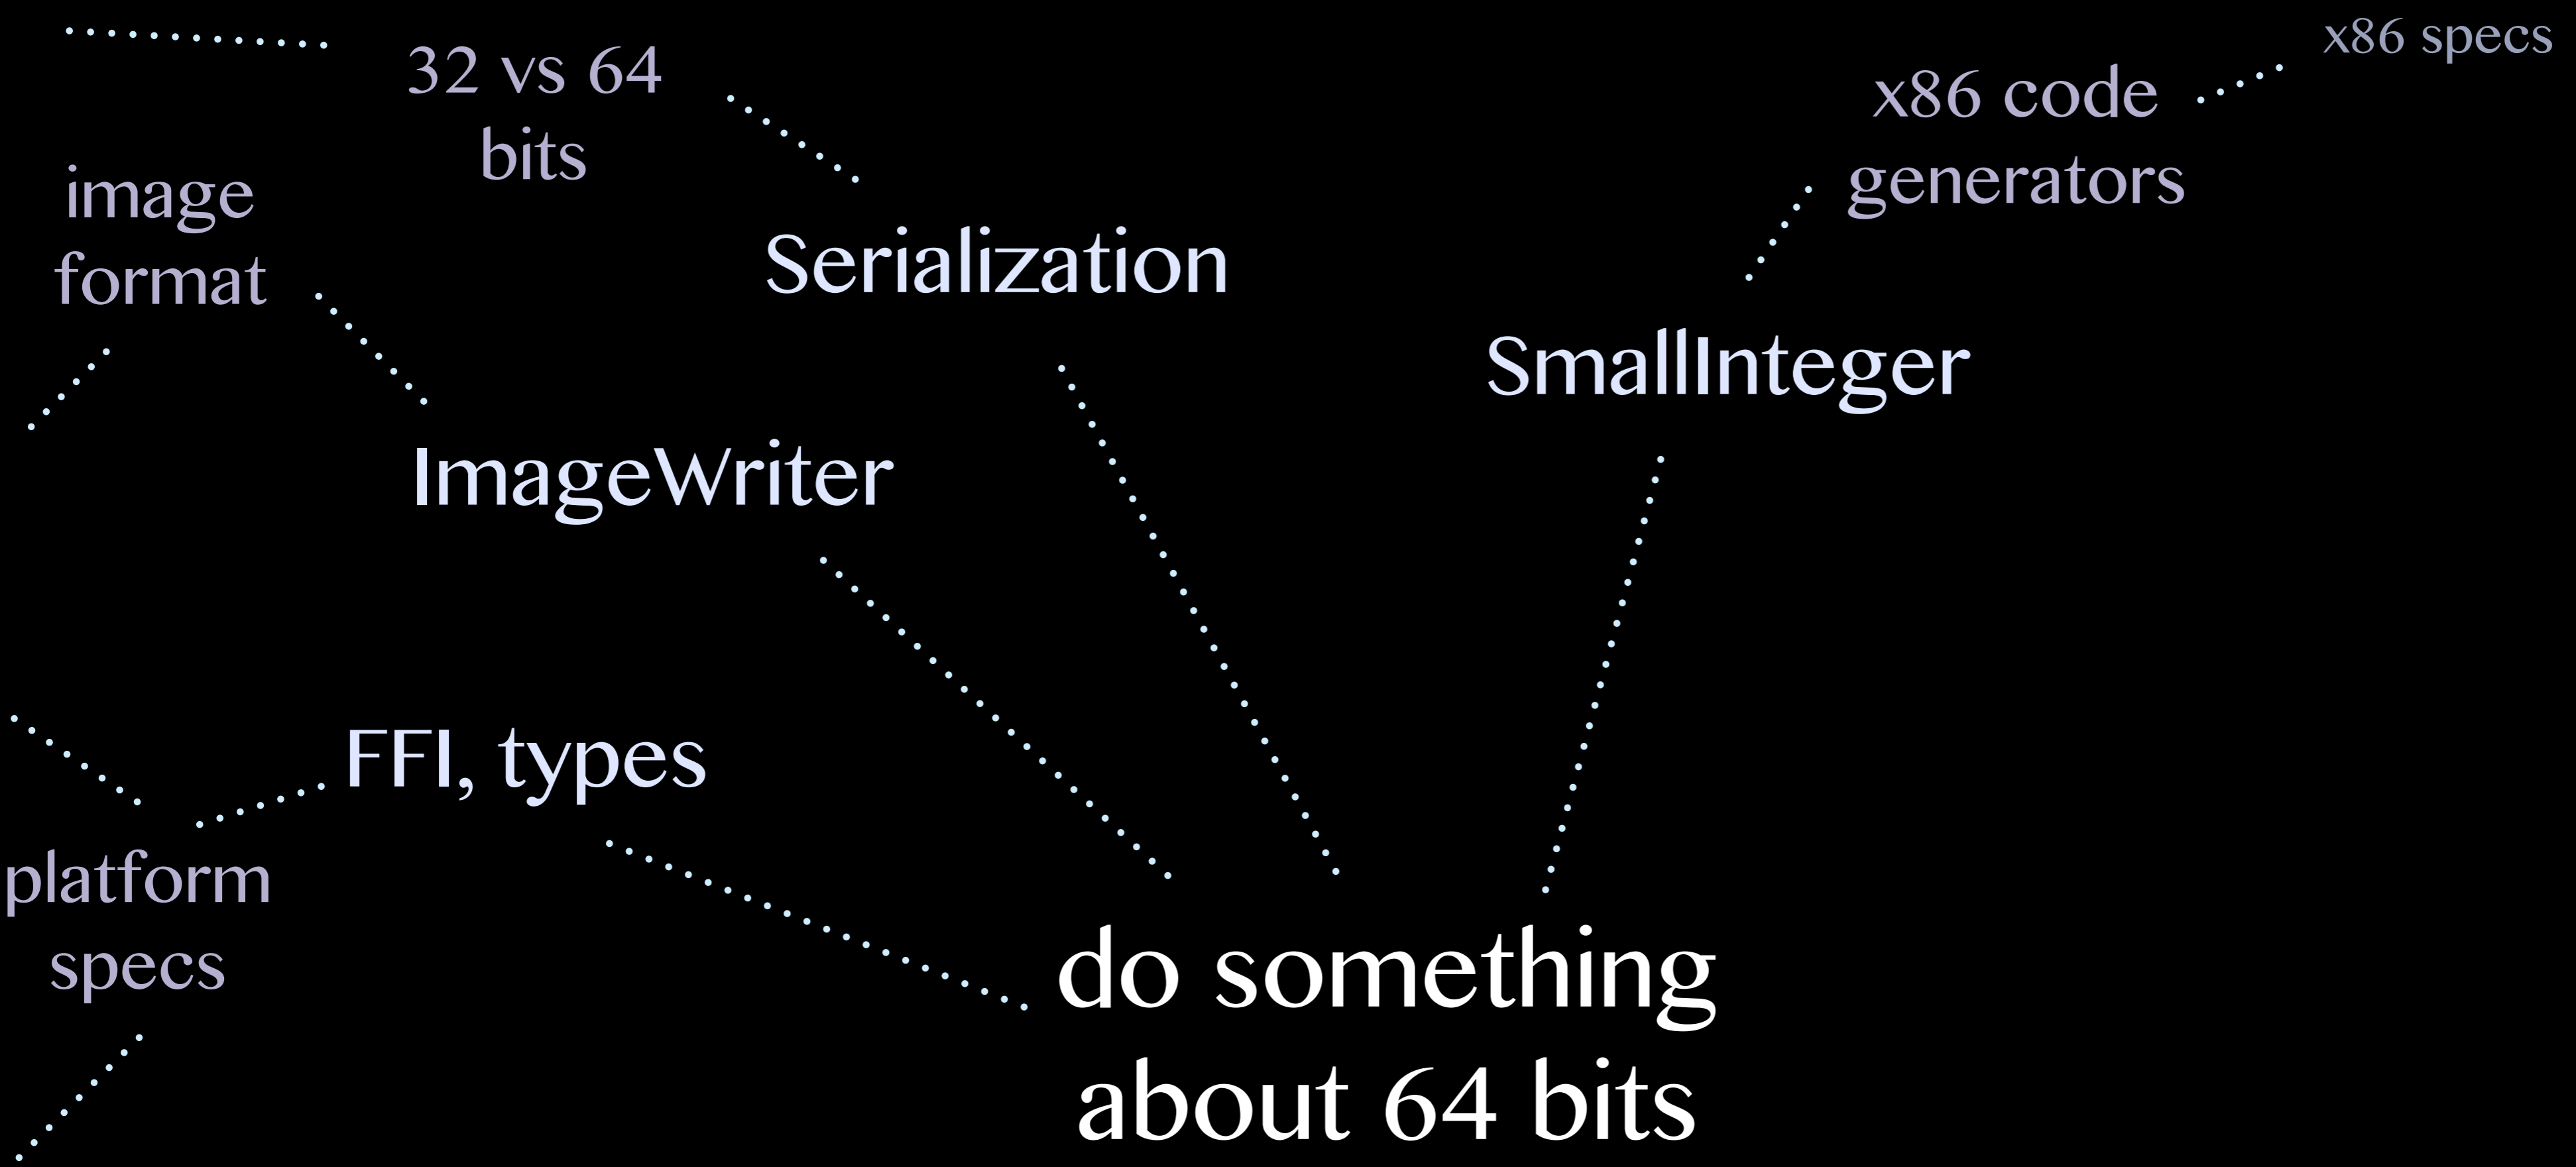 x86 specs
32 vs 64
bits
x86 code
generators
image
format
Serialization
SmallInteger
ImageWriter
FFI, types
platform
specs
do something
about 64 bits